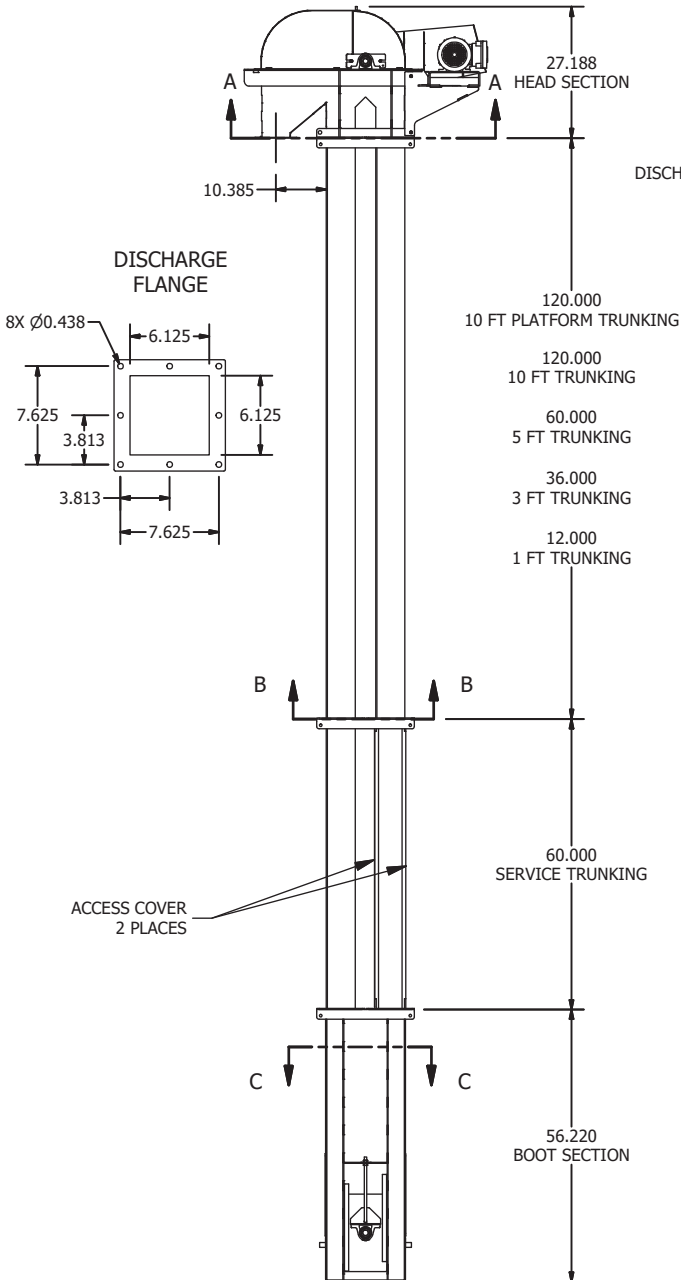 27.188
HEAD SECTION
A
A
10.385
DISCH
DISCHARGE
FLANGE
8X Ø0.438
6.125
7.625
3.813
6.125
3.813
7.625
120.000
10 FT PLATFORM TRUNKING
120.000
10 FT TRUNKING
60.000
5 FT TRUNKING
36.000
3 FT TRUNKING
12.000
1 FT TRUNKING
B
B
60.000
SERVICE TRUNKING
ACCESS COVER
2 PLACES
C
C
56.220
BOOT SECTION